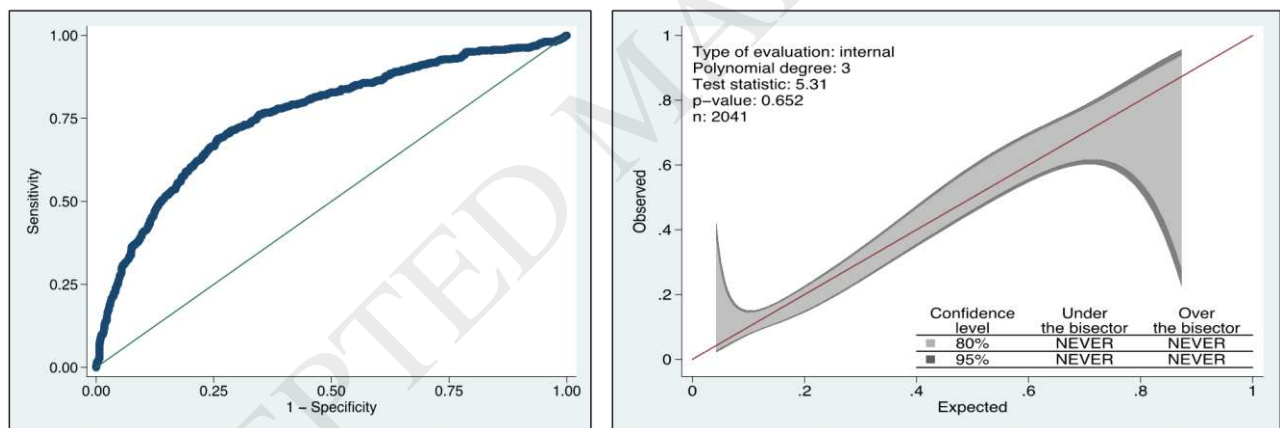 1.00
0.75
0.50
0.25
0.00
Sensitivity
0.00 0.25 0.50 0.75 1.00
1 − Specificity
Type of evaluation: internal
Polynomial degree: 3
Test statistic: 5.31
p−value: 0.652
n: 2041
1
.8
.6
.4
.2
0
Observed
Confidence level Under the bisector Over the bisector
80% NEVER NEVER
95% NEVER NEVER
0 .2 .4 .6 .8 1
Expected
PTED MA